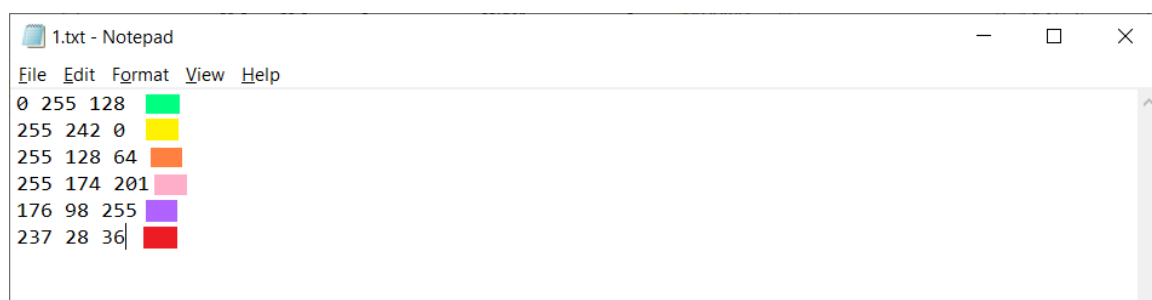 1.txt - Notepad
File Edit Format View Help
0 255 128
255 242 0
255 128 64
255 174 201
176 98 255
237 28 36